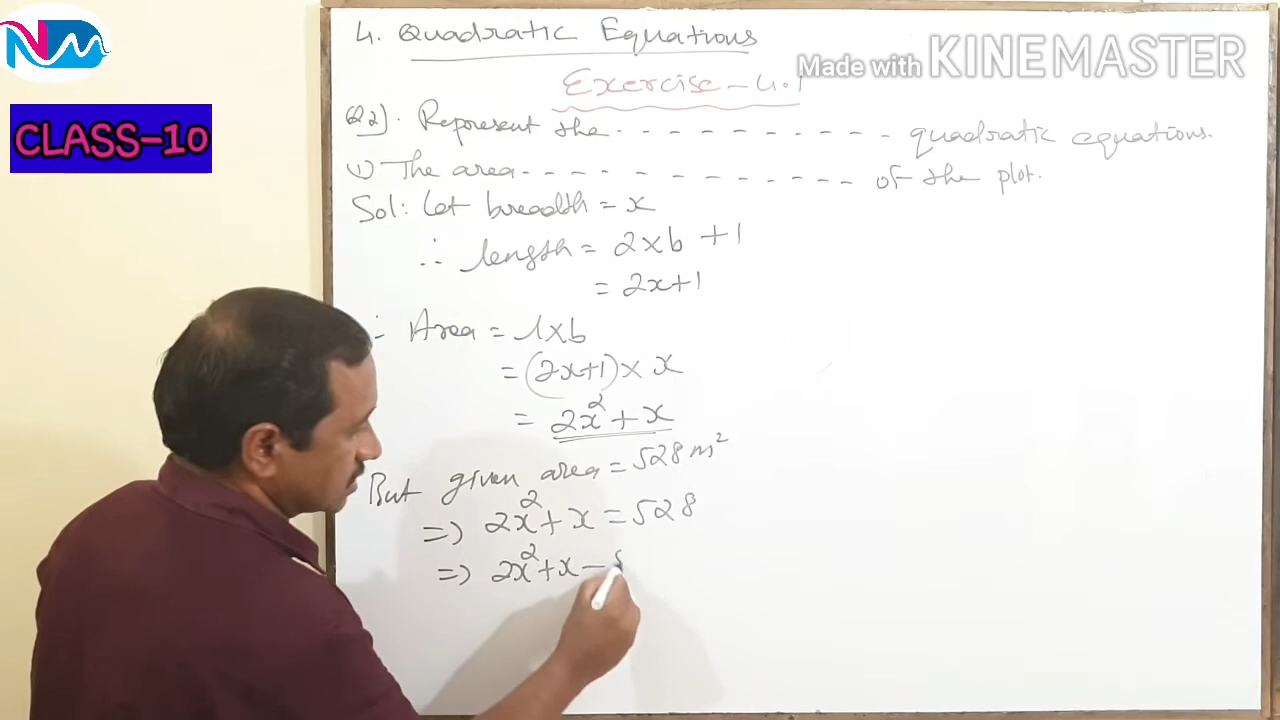 NM
CLASS-10
Made with KINEMASTER
4. Quadratic Equations
Exercise-4.1
Q2]. Represent the - - - - - - - - - - - quadratic equations.
i) The area - - - - - - - - - - - - - of the plot.
Sol: Let breadth = x
∴ length = 2×b +1
= 2x+1
∴ Area = l×b
= (2x+1) × x
= 2x² + x
But given area = 528 m²
=> 2x² + x = 528
=> 2x² + x -